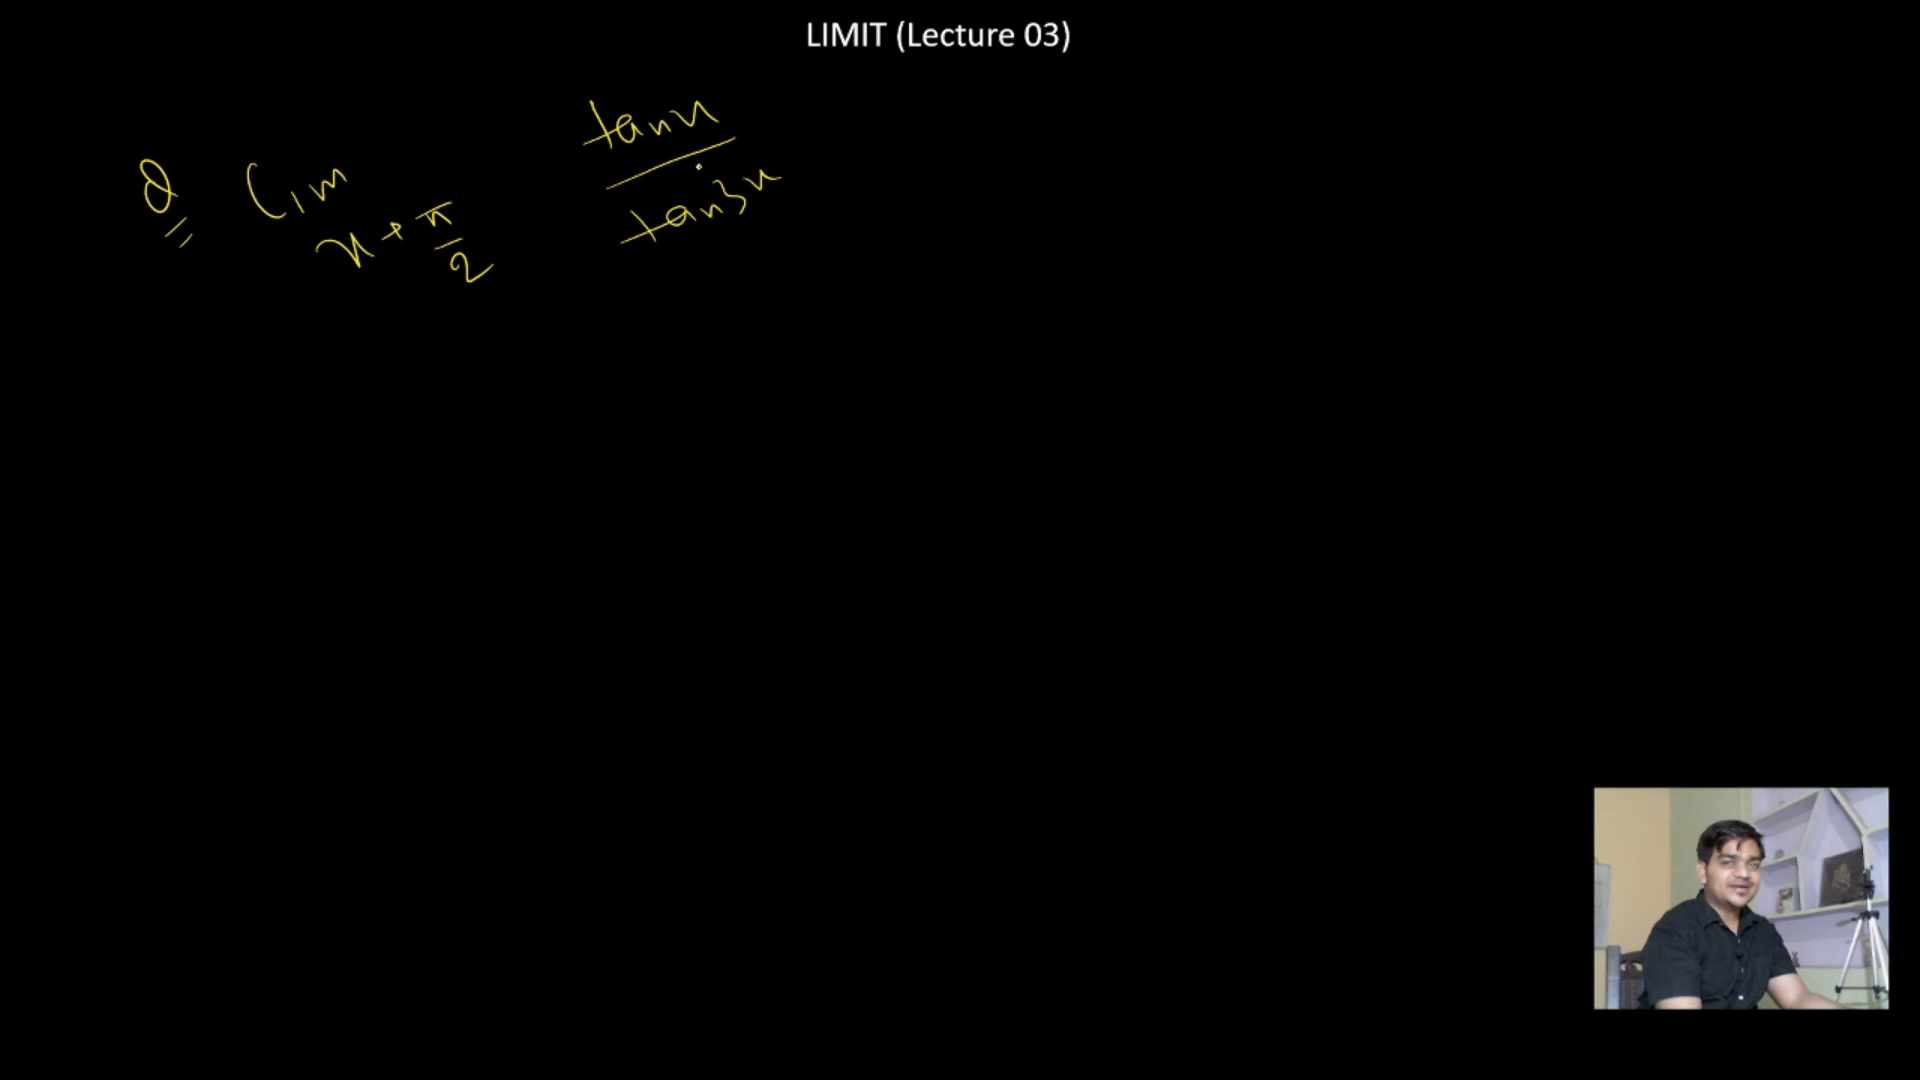 LIMIT (Lecture 03)
Q lim x→π/2 tanx/tan3x